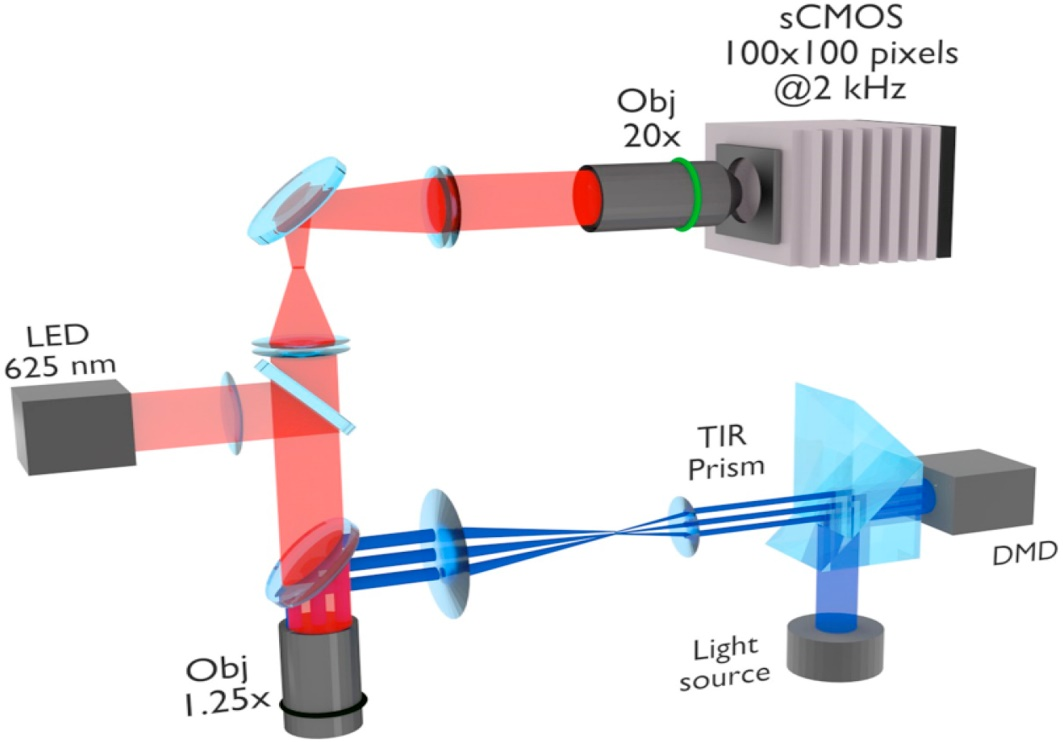 sCMOS
100x100 pixels
@2 kHz
Obj
20x
LED
625 nm
TIR
Prism
DMD
Light
source
Obj
1.25x